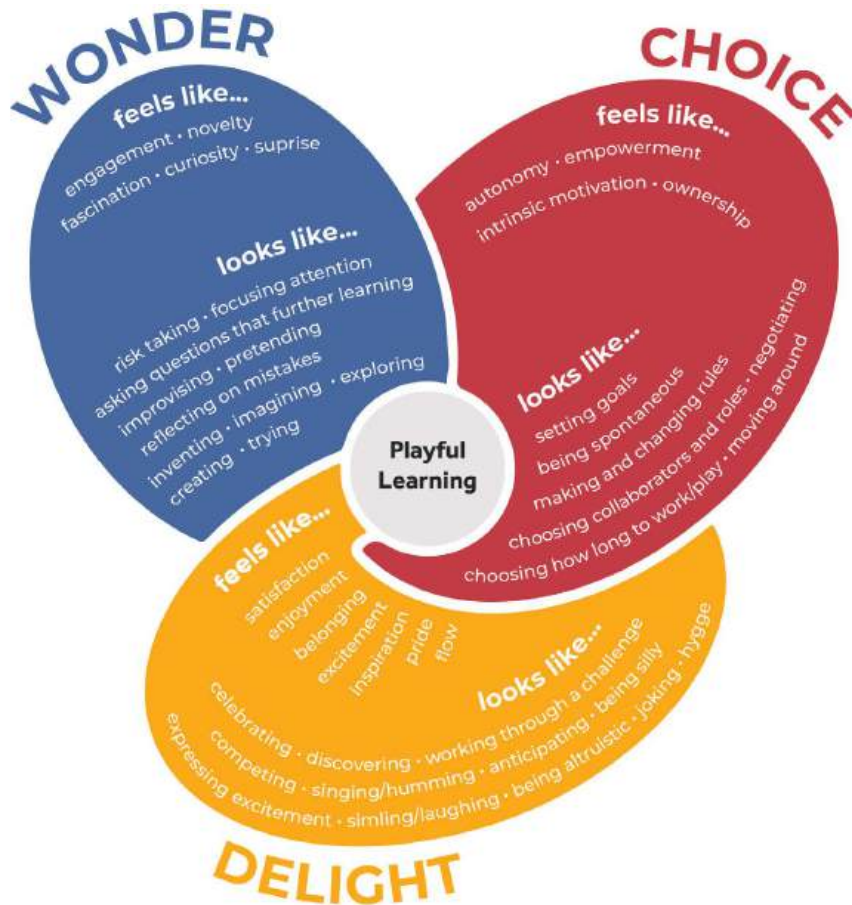 WONDER
feels like...
engagement • novelty
fascination • curiosity • suprise
looks like...
risk taking • focusing attention
asking questions that further learning
improvising • pretending
reflecting on mistakes
inventing • imagining • exploring
creating • trying
CHOICE
feels like...
autonomy • empowerment
intrinsic motivation • ownership
looks like...
setting goals
being spontaneous
making and changing rules
choosing collaborators and roles • negotiating
choosing how long to work/play • moving around
Playful
Learning
feels like...
satisfaction
enjoyment
belonging
excitement
inspiration
pride
flow
looks like...
celebrating • discovering • working through a challenge
competing • singing/humming • anticipating • being silly
expressing excitement • simling/laughing • being altruistic • joking • hygge
DELIGHT